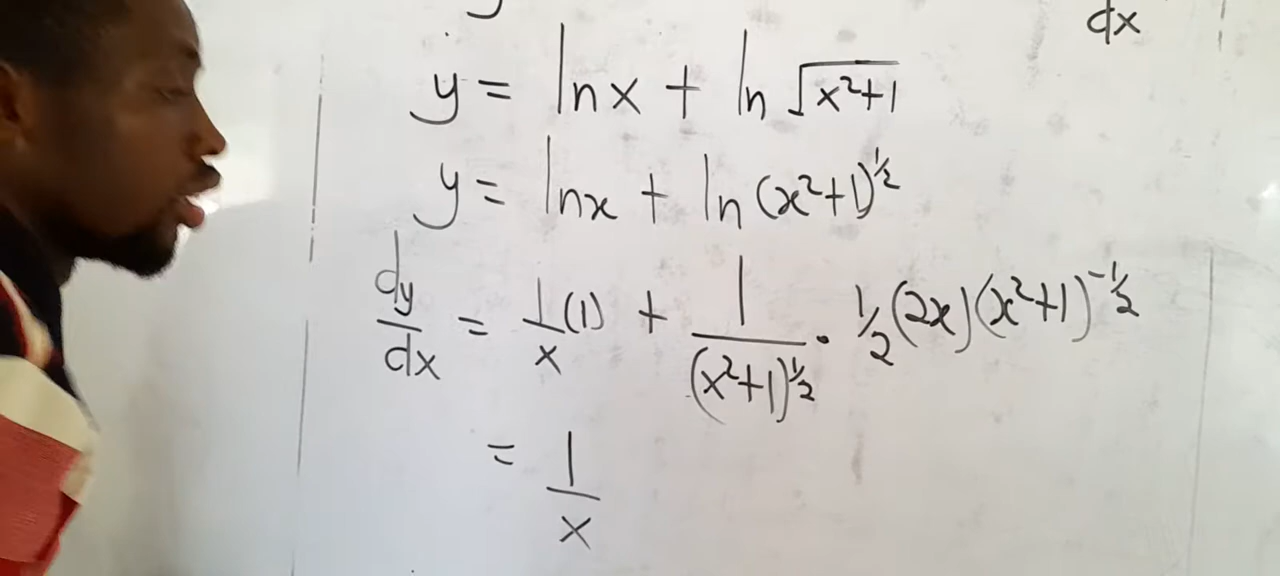 dx
y = ln x + ln √(x²+1)
y = ln x + ln (x²+1)^½
dy/dx = 1/x (1) + 1/(x²+1)^½ · ½(2x)(x²+1)^-½
= 1/x